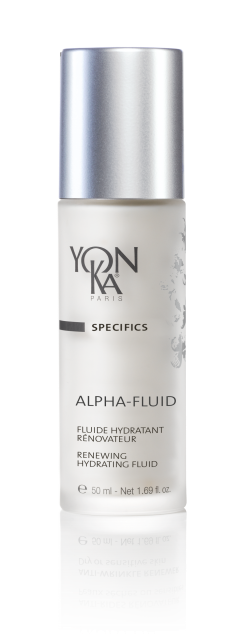 YON
KA®
PARIS
SPECIFICS
ALPHA-FLUID
FLUIDE HYDRATANT
RÉNOVATEUR
RENEWING
HYDRATING FLUID
℮ 50 ml - Net 1.69 fl. oz.